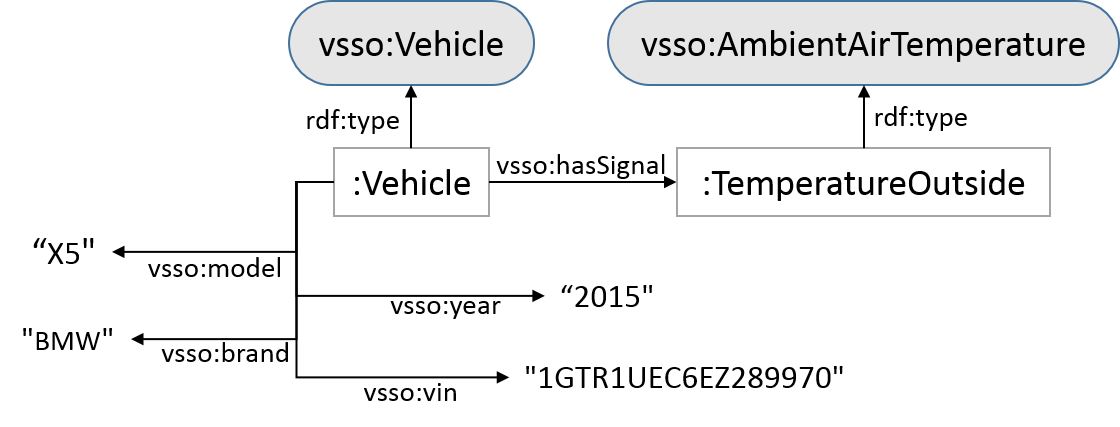 vsso:Vehicle
vsso:AmbientAirTemperature
rdf:type
rdf:type
:Vehicle
vsso:hasSignal
:TemperatureOutside
“X5"
vsso:model
vsso:year
“2015"
"BMW"
vsso:brand
vsso:vin
"1GTR1UEC6EZ289970"